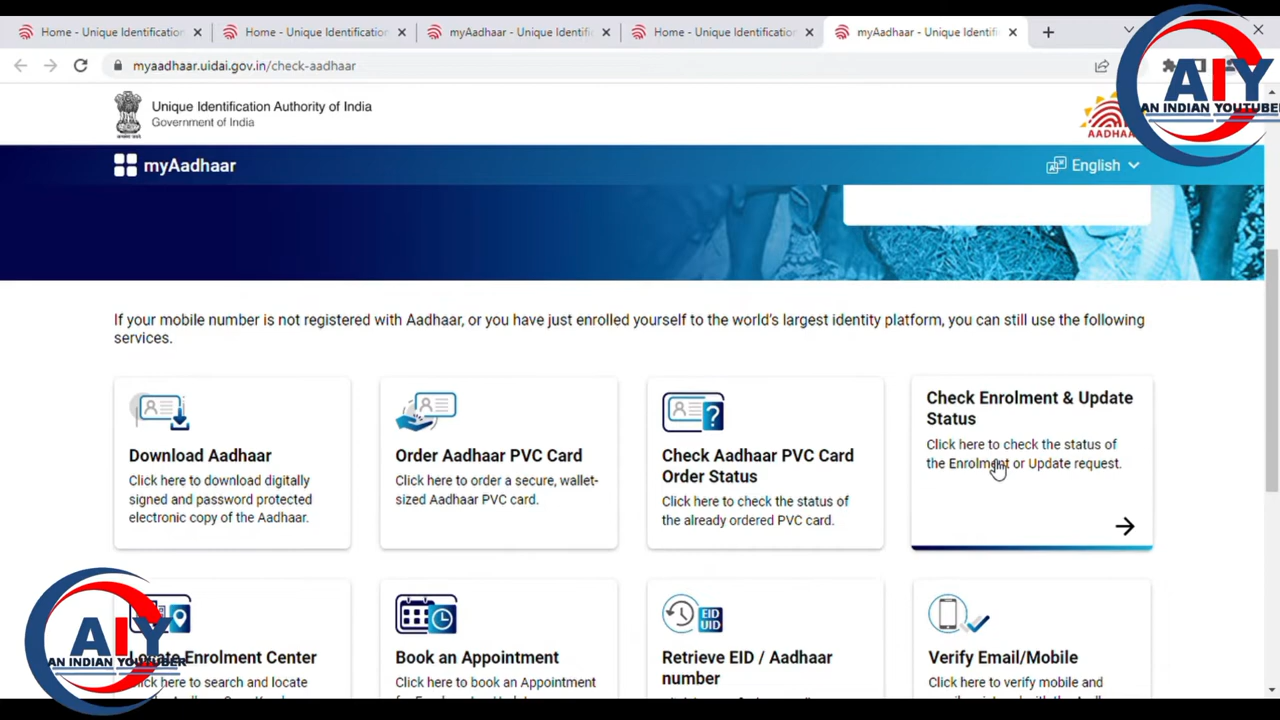 Home - Unique Identification
Home - Unique Identification
myAadhaar - Unique Identifi
Home - Unique Identification
myAadhaar - Unique Identifi
myaadhaar.uidai.gov.in/check-aadhaar
AIY
AN INDIAN YOUTUBER
Unique Identification Authority of India
Government of India
AADHAA
myAadhaar
English
If your mobile number is not registered with Aadhaar, or you have just enrolled yourself to the world's largest identity platform, you can still use the following
services.
Download Aadhaar
Click here to download digitally
signed and password protected
electronic copy of the Aadhaar.
Order Aadhaar PVC Card
Click here to order a secure, wallet-
sized Aadhaar PVC card.
Check Aadhaar PVC Card
Order Status
Click here to check the status of
the already ordered PVC card.
Check Enrolment & Update
Status
Click here to check the status of
the Enrolment or Update request.
AIY
AN INDIAN YOUTUBER
Locate Enrolment Center
Click here to search and locate
Book an Appointment
Click here to book an Appointment
EID
UID
Retrieve EID / Aadhaar
number
Verify Email/Mobile
Click here to verify mobile and